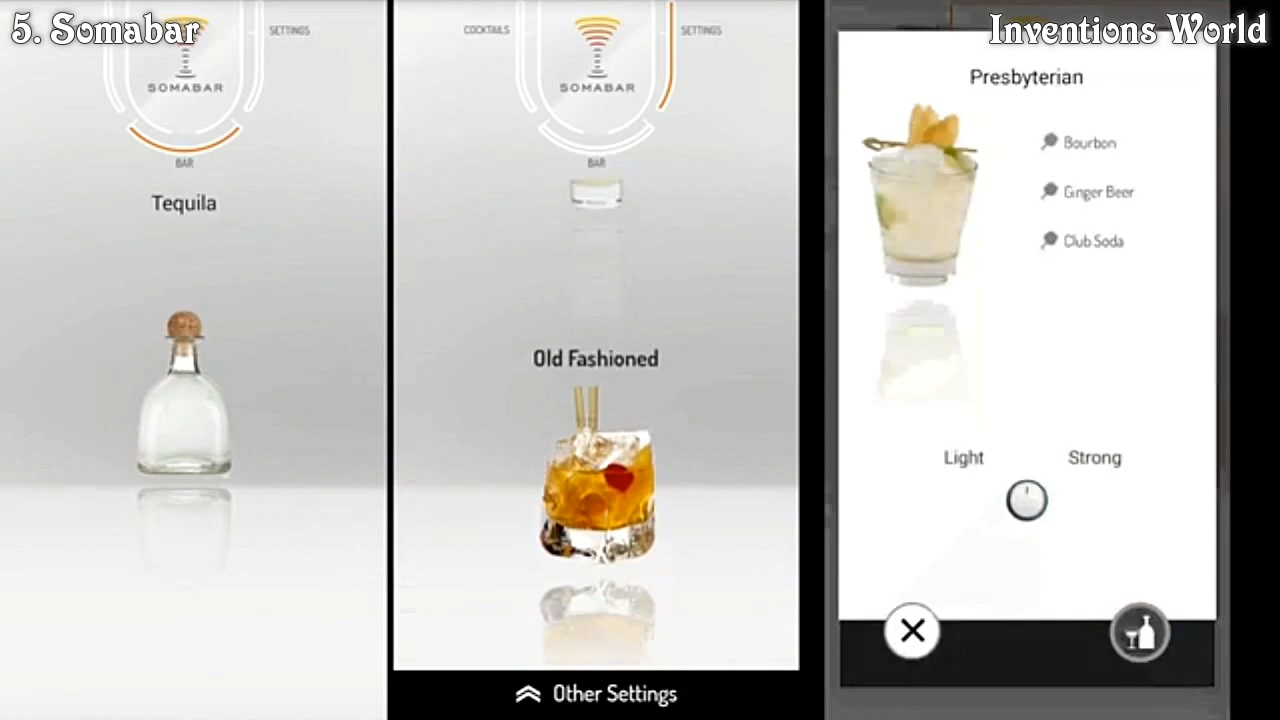 5. Somabar
Inventions World
SETTINGS
SOMABAR
BAR
Tequila
COCKTAILS
SETTINGS
SOMABAR
BAR
Old Fashioned
Other Settings
Presbyterian
Bourbon
Ginger Beer
Club Soda
Light
Strong